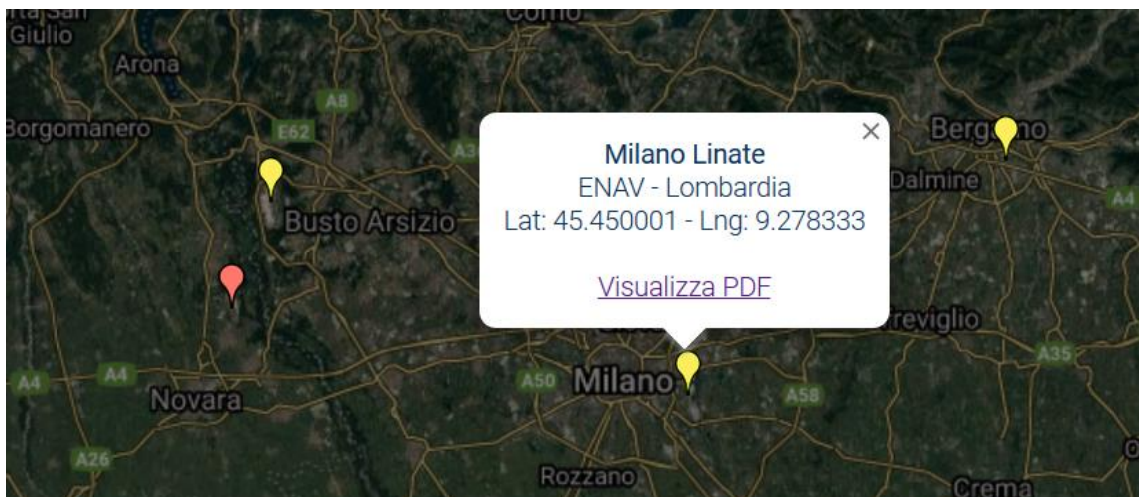 Como
Giulio
Arona
A8
Borgomanero
E62
Bergamo
Milano Linate
ENAV - Lombardia
Lat: 45.450001 - Lng: 9.278333
Visualizza PDF
Dalmine
A4
Busto Arsizio
A35
A4
A4
Novara
A50
Milano
A58
A26
Rozzano
Crema